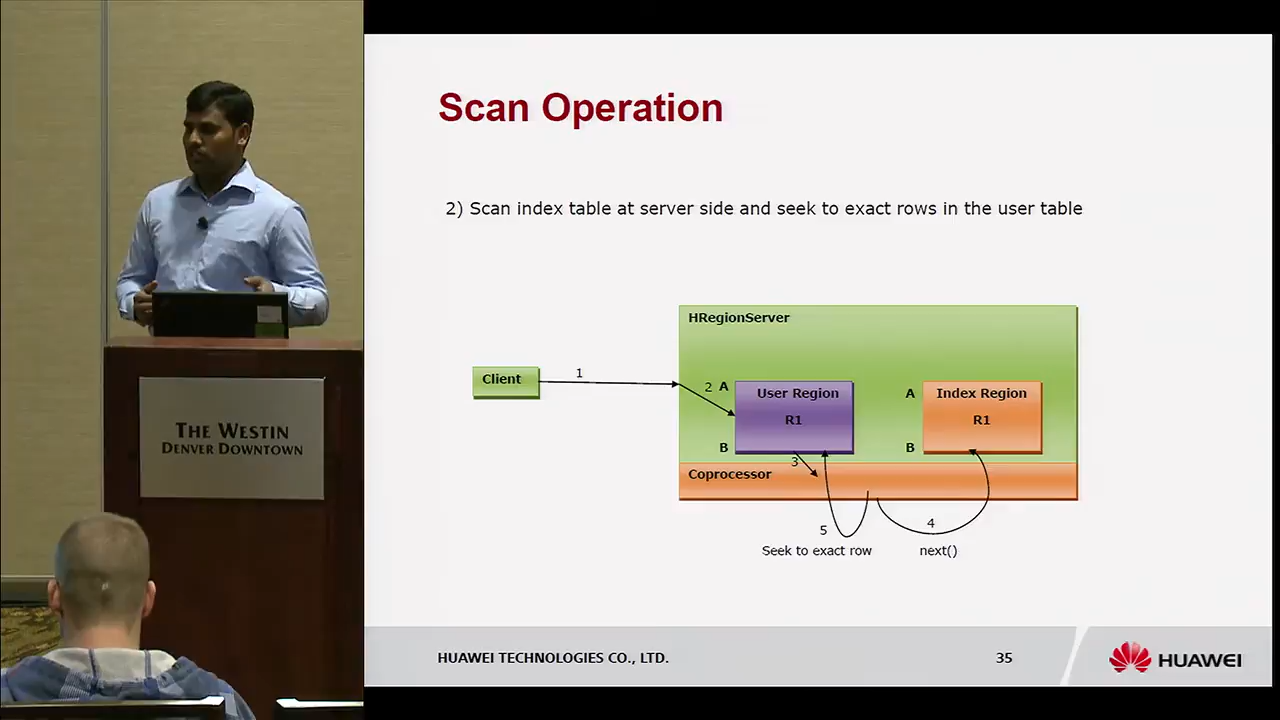 Scan Operation
2) Scan index table at server side and seek to exact rows in the user table
HRegionServer
Client
1
2
A
User Region
R1
B
A
Index Region
R1
B
3
Coprocessor
5
Seek to exact row
4
next()
HUAWEI TECHNOLOGIES CO., LTD.
35
HUAWEI
THE WESTIN
DENVER DOWNTOWN